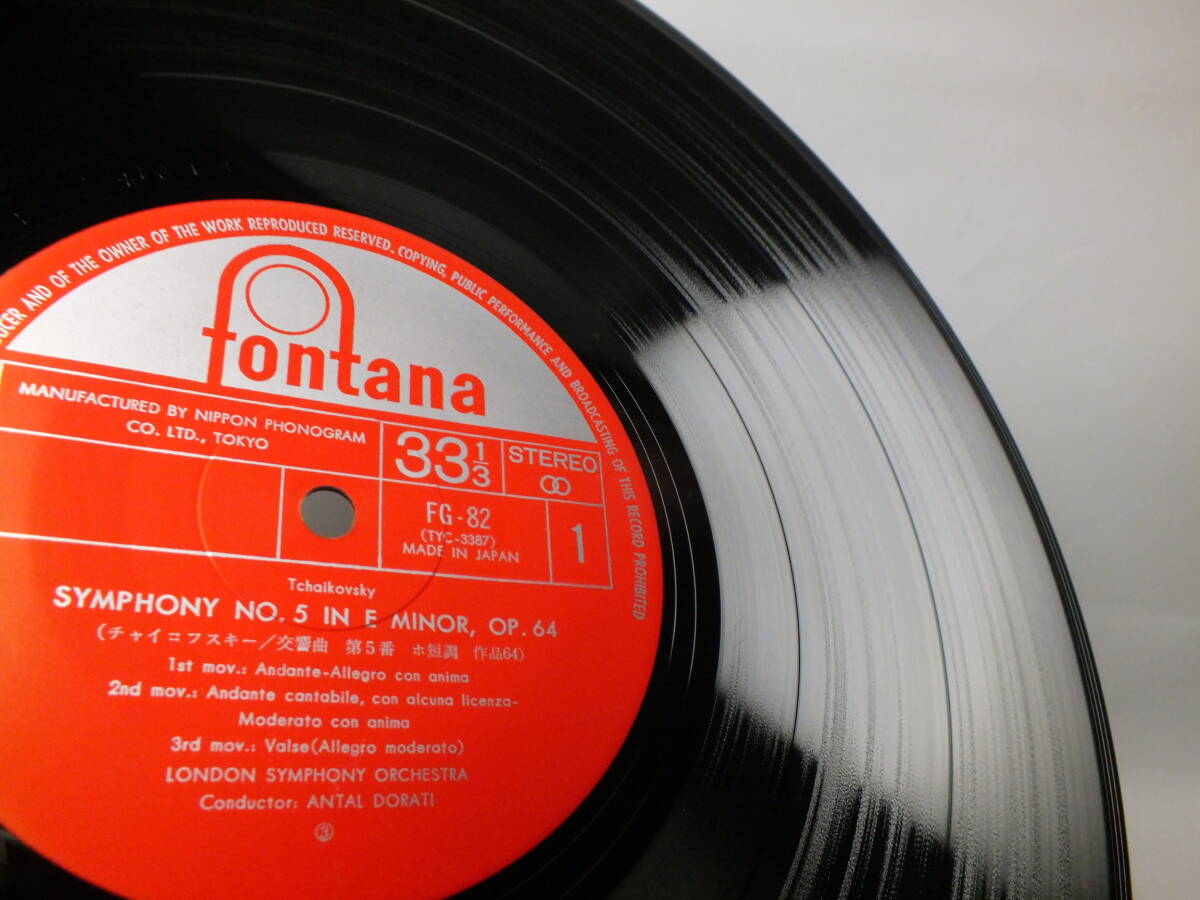 DUCER AND OF THE OWNER OF THE WORK REPRODUCED RESERVED. COPYING, PUBLIC PERFORMANCE AND BROADCASTING OF THIS RECORD PROHIBITED
fontana
MANUFACTURED BY NIPPON PHONOGRAM
CO. LTD., TOKYO
33 1/3
STEREO
FG-82
(TYC-3387)
MADE IN JAPAN
1
Tchaikovsky
SYMPHONY NO. 5 IN E MINOR, OP. 64
(チャイコフスキー/交響曲 第5番 ホ短調 作品64)
1st mov.: Andante-Allegro con anima
2nd mov.: Andante cantabile, con alcuna licenza-
Moderato con anima
3rd mov.: Valse(Allegro moderato)
LONDON SYMPHONY ORCHESTRA
Conductor: ANTAL DORATI
③